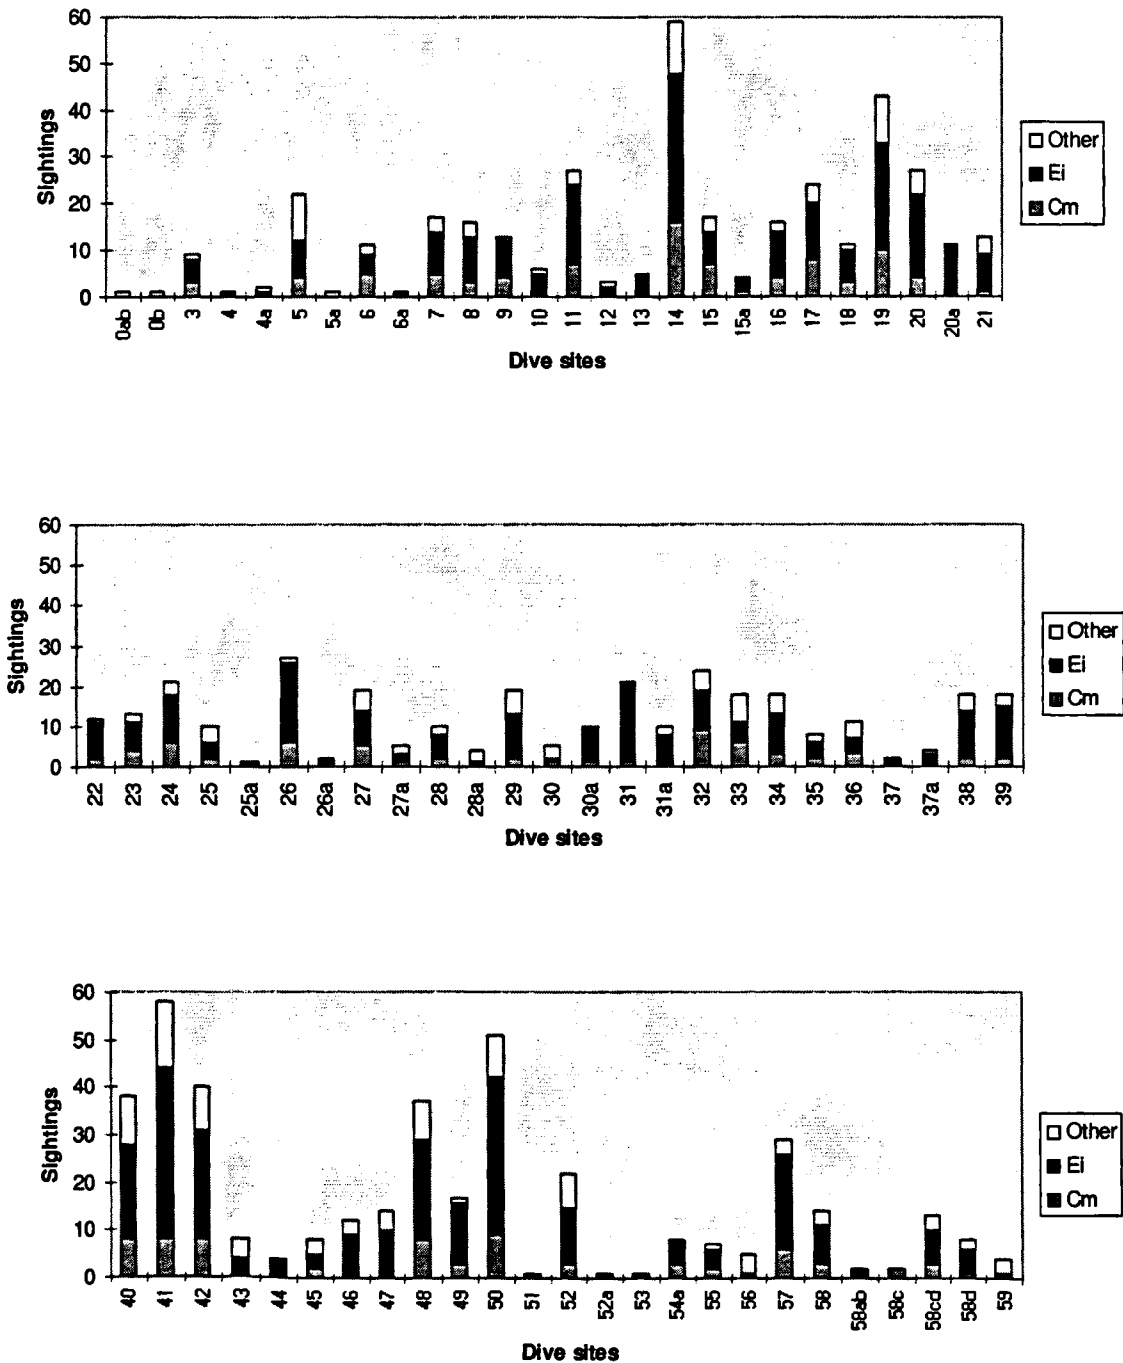 60
50
40
30
20
10
0
Sightings
0ab 0b 3 4 4a 5 5a 6 6a 7 8 9 10 11 12 13 14 15 15a 16 17 18 19 20 20a 21
Dive sites
Other
Ei
Cm
60
50
40
30
20
10
0
Sightings
22 23 24 25 25a 26 26a 27 27a 28 28a 29 30 30a 31 31a 32 33 34 35 36 37 37a 38 39
Dive sites
Other
Ei
Cm
60
50
40
30
20
10
0
Sightings
40 41 42 43 44 45 46 47 48 49 50 51 52 52a 53 54a 55 56 57 58 58ab 58c 58cd 58d 59
Dive sites
Other
Ei
Cm